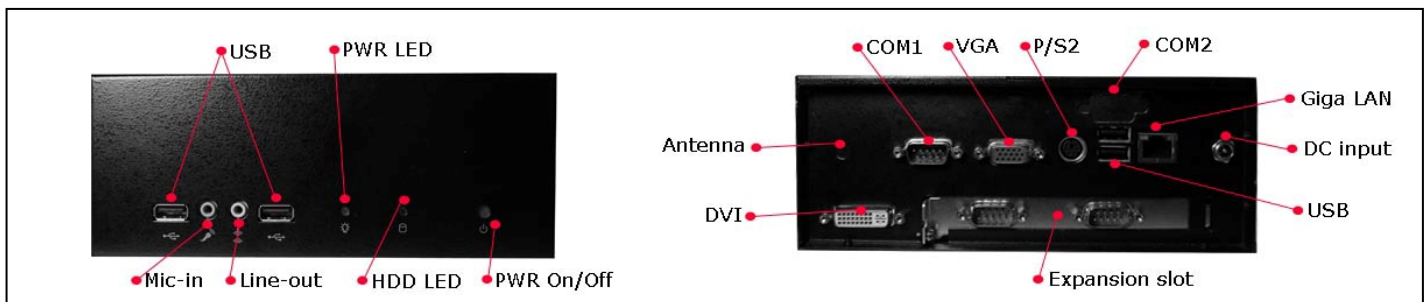 USB
PWR LED
Mic-in
Line-out
HDD LED
PWR On/Off
COM1
VGA
P/S2
COM2
Giga LAN
Antenna
DC input
DVI
USB
Expansion slot